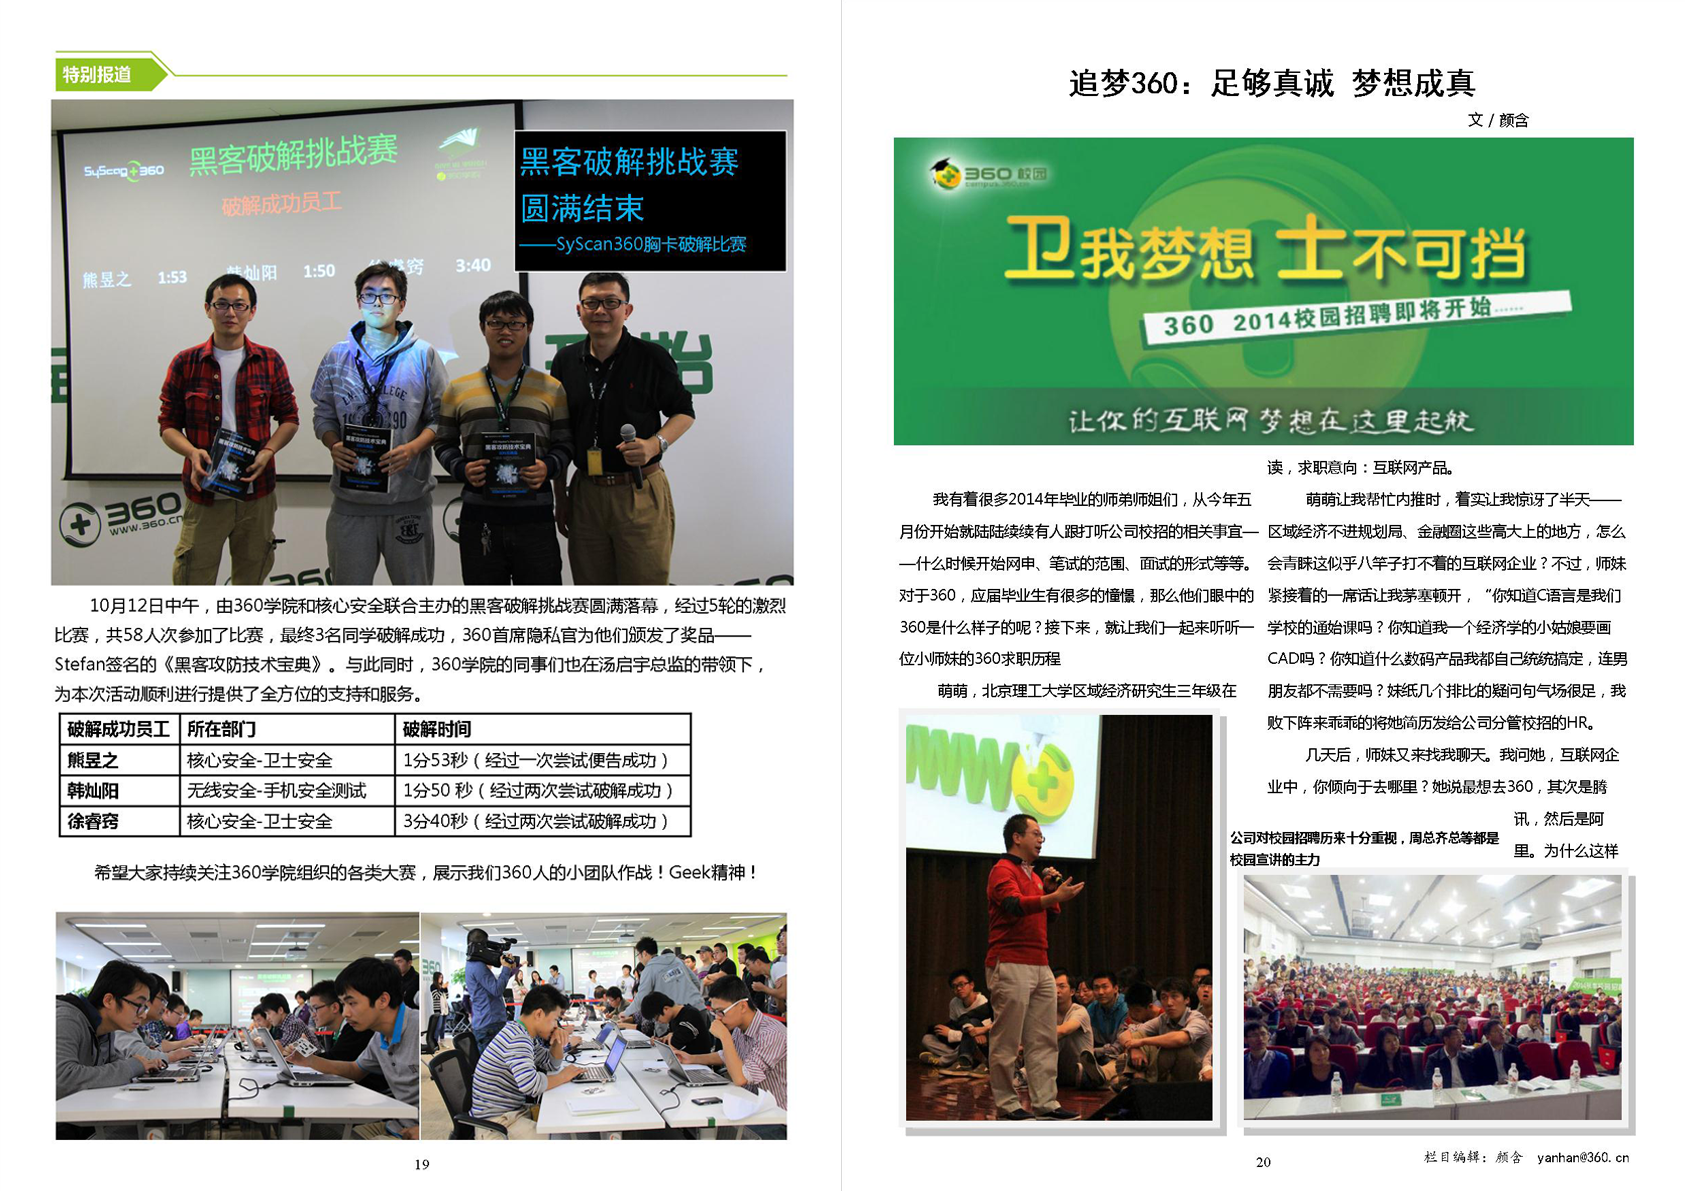 特别报道
SyScan+360
黑客破解挑战赛
破解成功员工
熊昱之 1:53 韩灿阳 1:50 3:40
黑客破解挑战赛
圆满结束
——SyScan360胸卡破解比赛
黑客攻防技术宝典
黑客攻防技术宝典
黑客攻防技术宝典
360
www.360.cn
10月12日中午，由360学院和核心安全联合主办的黑客破解挑战赛圆满落幕，经过5轮的激烈
比赛，共58人次参加了比赛，最终3名同学破解成功，360首席隐私官为他们颁发了奖品——
Stefan签名的《黑客攻防技术宝典》。与此同时，360学院的同事们也在汤启宇总监的带领下，
为本次活动顺利进行提供了全方位的支持和服务。
破解成功员工 所在部门 破解时间
熊昱之 核心安全-卫士安全 1分53秒（经过一次尝试便告成功）
韩灿阳 无线安全-手机安全测试 1分50 秒（经过两次尝试破解成功）
徐睿窍 核心安全-卫士安全 3分40秒（经过两次尝试破解成功）
希望大家持续关注360学院组织的各类大赛，展示我们360人的小团队作战！Geek精神！
19
追梦360：足够真诚 梦想成真
文 / 颜含
360 校园
campus.360.cn
卫我梦想 士不可挡
360 2014校园招聘即将开始......
让你的互联网梦想在这里起航
我有着很多2014年毕业的师弟师姐们，从今年五
月份开始就陆陆续续有人跟打听公司校招的相关事宜—
—什么时候开始网申、笔试的范围、面试的形式等等。
对于360，应届毕业生有很多的憧憬，那么他们眼中的
360是什么样子的呢？接下来，就让我们一起来听听一
位小师妹的360求职历程
萌萌，北京理工大学区域经济研究生三年级在
读，求职意向：互联网产品。
萌萌让我帮忙内推时，着实让我惊讶了半天——
区域经济不进规划局、金融圈这些高大上的地方，怎么
会青睐这似乎八竿子打不着的互联网企业？不过，师妹
紧接着的一席话让我茅塞顿开，“你知道C语言是我们
学校的通始课吗？你知道我一个经济学的小姑娘要画
CAD吗？你知道什么数码产品我都自己统统搞定，连男
朋友都不需要吗？妹纸几个排比的疑问句气场很足，我
败下阵来乖乖的将她简历发给公司分管校招的HR。
几天后，师妹又来找我聊天。我问她，互联网企
业中，你倾向于去哪里？她说最想去360，其次是腾
讯，然后是阿
里。为什么这样
公司对校园招聘历来十分重视，周总齐总等都是
校园宣讲的主力
www
20
栏目编辑：颜含 yanhan@360.cn